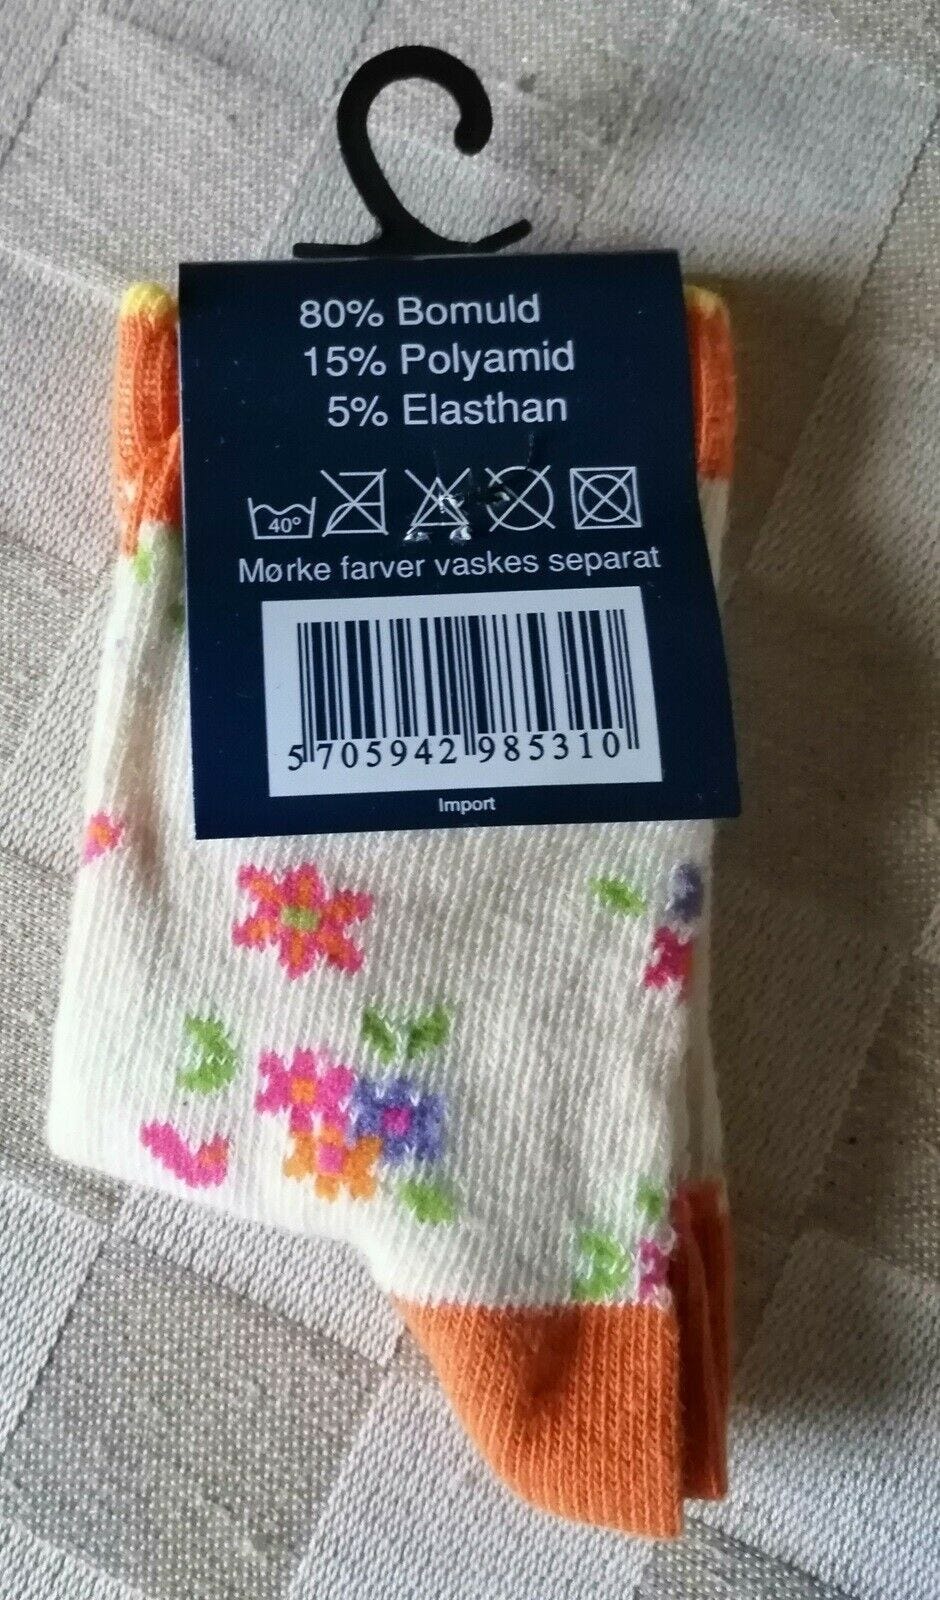 80% Bomuld
15% Polyamid
5% Elasthan
40°
Mørke farver vaskes separat
5 705942 985310
Import